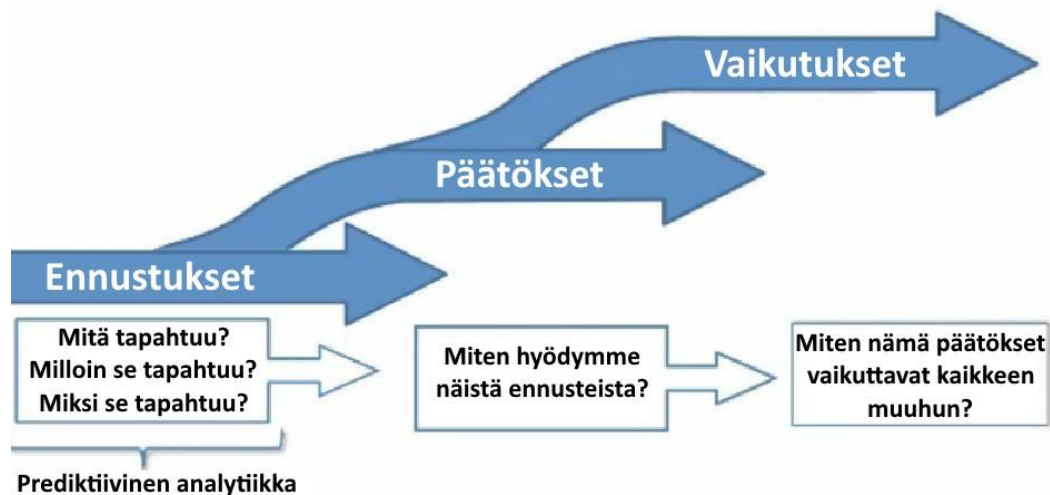 Vaikutukset
Päätökset
Ennustukset
Mitä tapahtuu?
Milloin se tapahtuu?
Miksi se tapahtuu?
Miten hyödymme
näistä ennusteista?
Miten nämä päätökset
vaikuttavat kaikkeen
muuhun?
Prediktiivinen analytiikka